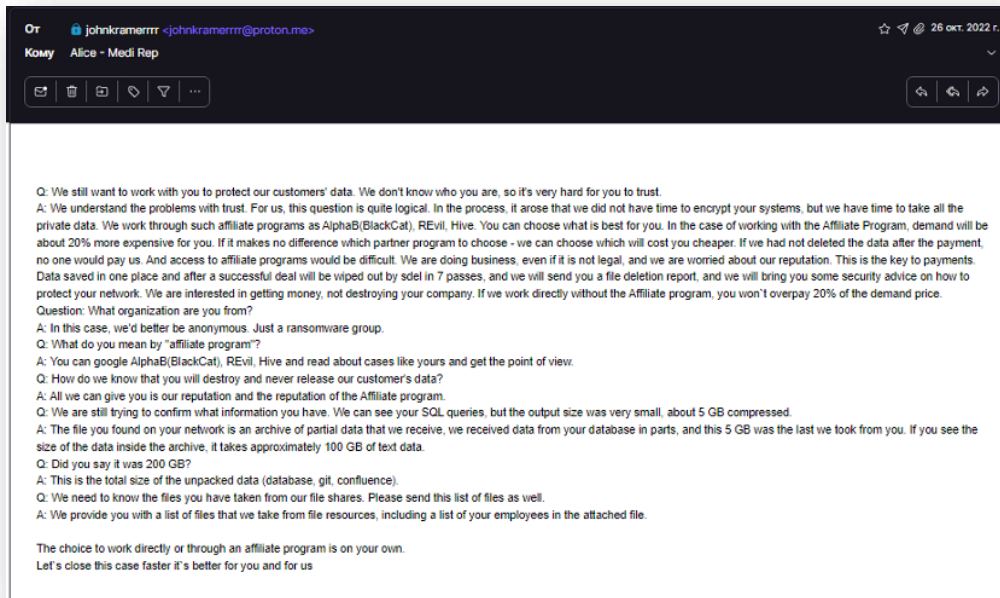 От johnkramerrrr <johnkramerrrr@proton.me> 26 окт. 2022 г.
Кому Alice - Medi Rep
Q: We still want to work with you to protect our customers' data. We don't know who you are, so it's very hard for you to trust.
A: We understand the problems with trust. For us, this question is quite logical. In the process, it arose that we did not have time to encrypt your systems, but we have time to take all the
private data. We work through such affiliate programs as AlphaB(BlackCat), REvil, Hive. You can choose what is best for you. In the case of working with the Affiliate Program, demand will be
about 20% more expensive for you. If it makes no difference which partner program to choose - we can choose which will cost you cheaper. If we had not deleted the data after the payment,
no one would pay us. And access to affiliate programs would be difficult. We are doing business, even if it is not legal, and we are worried about our reputation. This is the key to payments.
Data saved in one place and after a successful deal will be wiped out by sdel in 7 passes, and we will send you a file deletion report, and we will bring you some security advice on how to
protect your network. We are interested in getting money, not destroying your company. If we work directly without the Affiliate program, you won`t overpay 20% of the demand price.
Question: What organization are you from?
A: In this case, we'd better be anonymous. Just a ransomware group.
Q: What do you mean by "affiliate program"?
A: You can google AlphaB(BlackCat), REvil, Hive and read about cases like yours and get the point of view.
Q: How do we know that you will destroy and never release our customer's data?
A: All we can give you is our reputation and the reputation of the Affiliate program.
Q: We are still trying to confirm what information you have. We can see your SQL queries, but the output size was very small, about 5 GB compressed.
A: The file you found on your network is an archive of partial data that we receive, we received data from your database in parts, and this 5 GB was the last we took from you. If you see the
size of the data inside the archive, it takes approximately 100 GB of text data.
Q: Did you say it was 200 GB?
A: This is the total size of the unpacked data (database, git, confluence).
Q: We need to know the files you have taken from our file shares. Please send this list of files as well.
A: We provide you with a list of files that we take from file resources, including a list of your employees in the attached file.
The choice to work directly or through an affiliate program is on your own.
Let`s close this case faster it`s better for you and for us